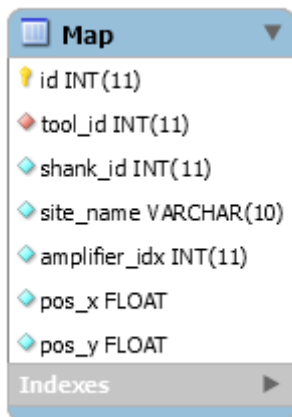 Map
id INT(11)
tool_id INT(11)
shank_id INT(11)
site_name VARCHAR(10)
amplifier_idx INT(11)
pos_x FLOAT
pos_y FLOAT
Indexes